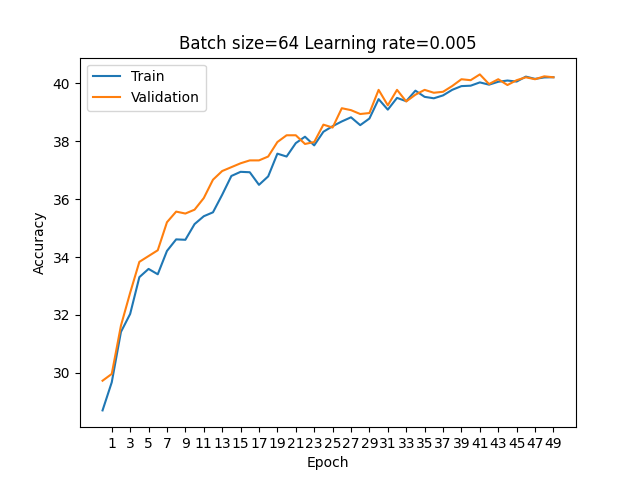 Batch size=64 Learning rate=0.005
Train
Validation
40
38
36
34
32
30
Accuracy
1 3 5 7 9 11 13 15 17 19 21 23 25 27 29 31 33 35 37 39 41 43 45 47 49
Epoch